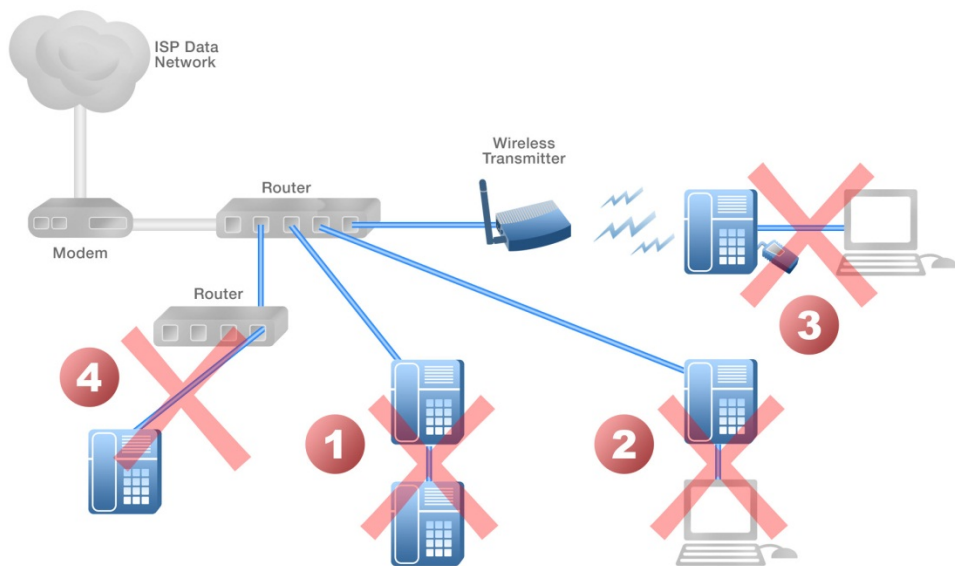 ISP Data
Network
Wireless
Transmitter
Router
Modem
Router
3
4
1
2